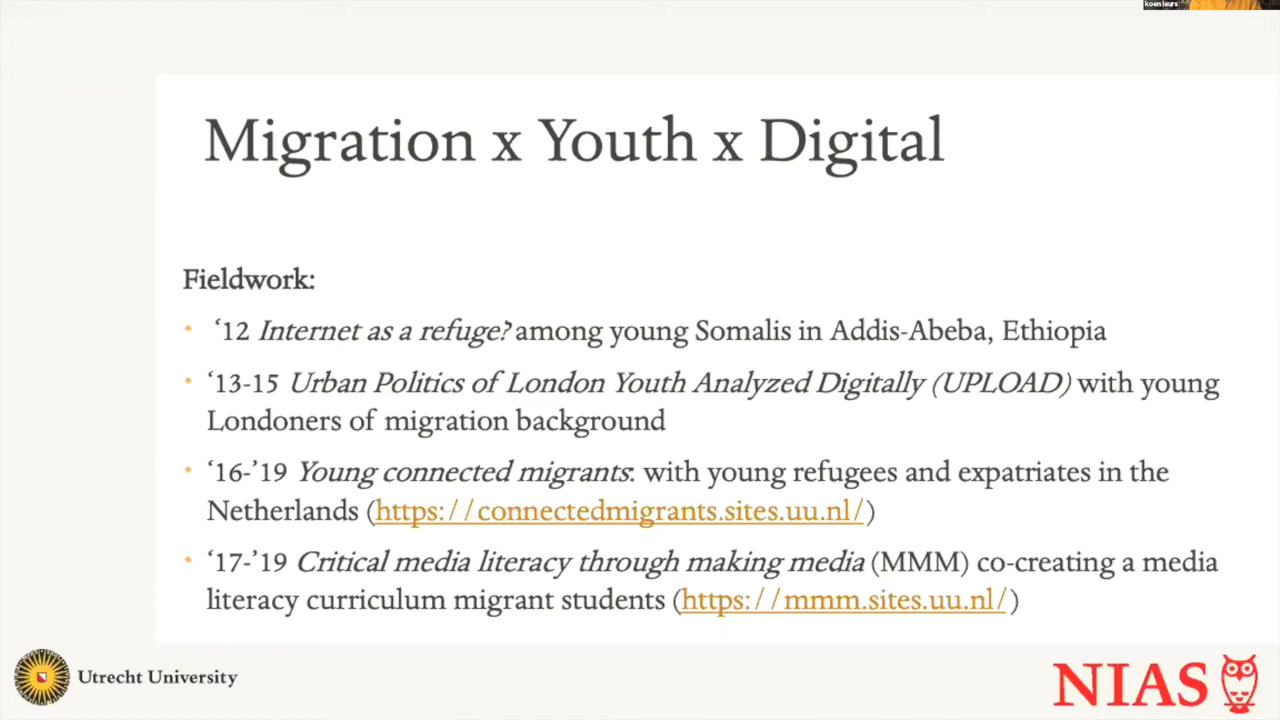 koen leurs
Migration x Youth x Digital
Fieldwork:
• ‘12 Internet as a refuge? among young Somalis in Addis-Abeba, Ethiopia
• ‘13-15 Urban Politics of London Youth Analyzed Digitally (UPLOAD) with young
Londoners of migration background
• ‘16-’19 Young connected migrants: with young refugees and expatriates in the
Netherlands (https://connectedmigrants.sites.uu.nl/)
• ‘17-’19 Critical media literacy through making media (MMM) co-creating a media
literacy curriculum migrant students (https://mmm.sites.uu.nl/)
Utrecht University
NIAS